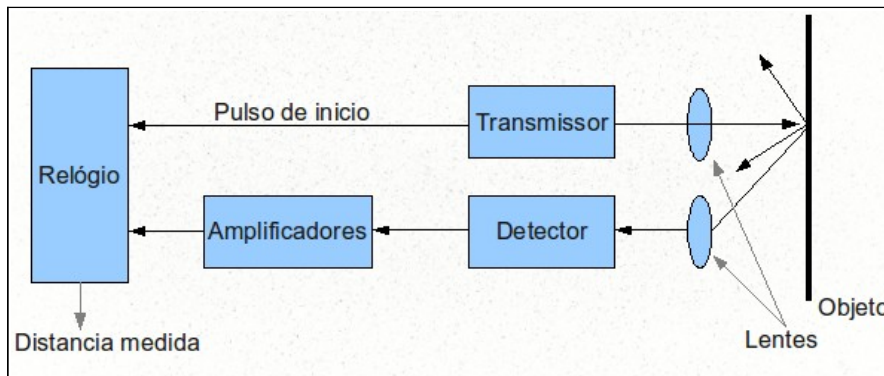 Pulso de inicio
Transmissor
Relógio
Amplificadores
Detector
Objeto
Lentes
Distancia medida